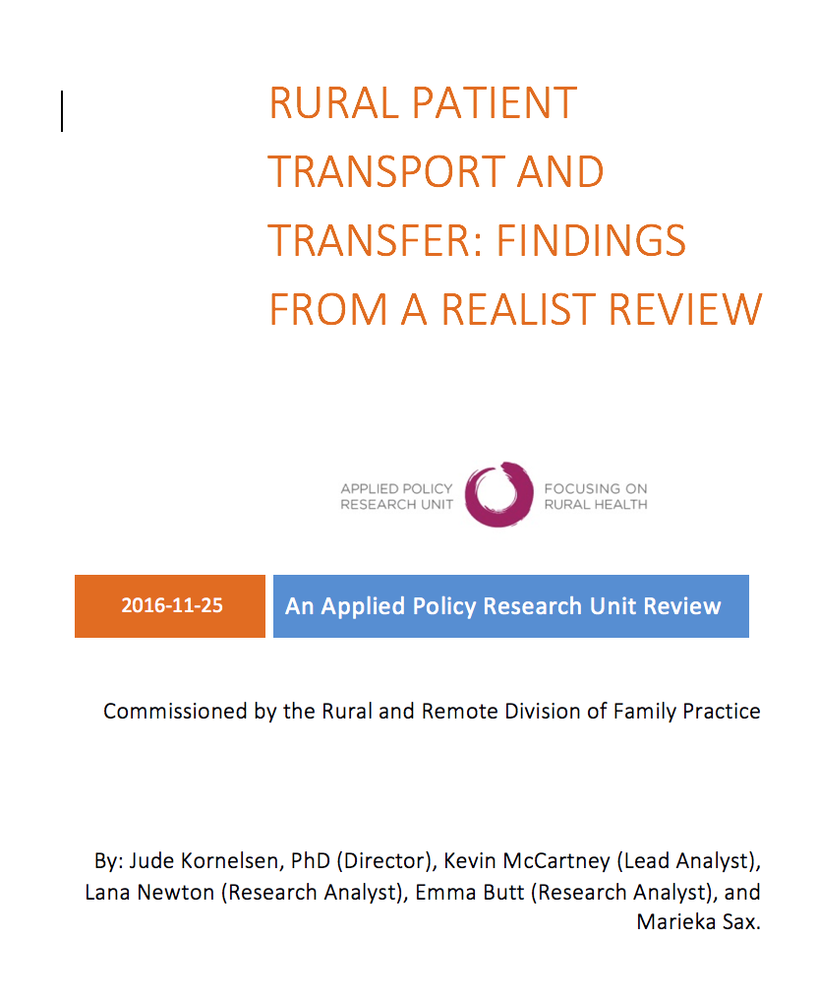 RURAL PATIENT
TRANSPORT AND
TRANSFER: FINDINGS
FROM A REALIST REVIEW
APPLIED POLICY
RESEARCH UNIT
FOCUSING ON
RURAL HEALTH
2016-11-25
An Applied Policy Research Unit Review
Commissioned by the Rural and Remote Division of Family Practice
By: Jude Kornelsen, PhD (Director), Kevin McCartney (Lead Analyst),
Lana Newton (Research Analyst), Emma Butt (Research Analyst), and
Marieka Sax.